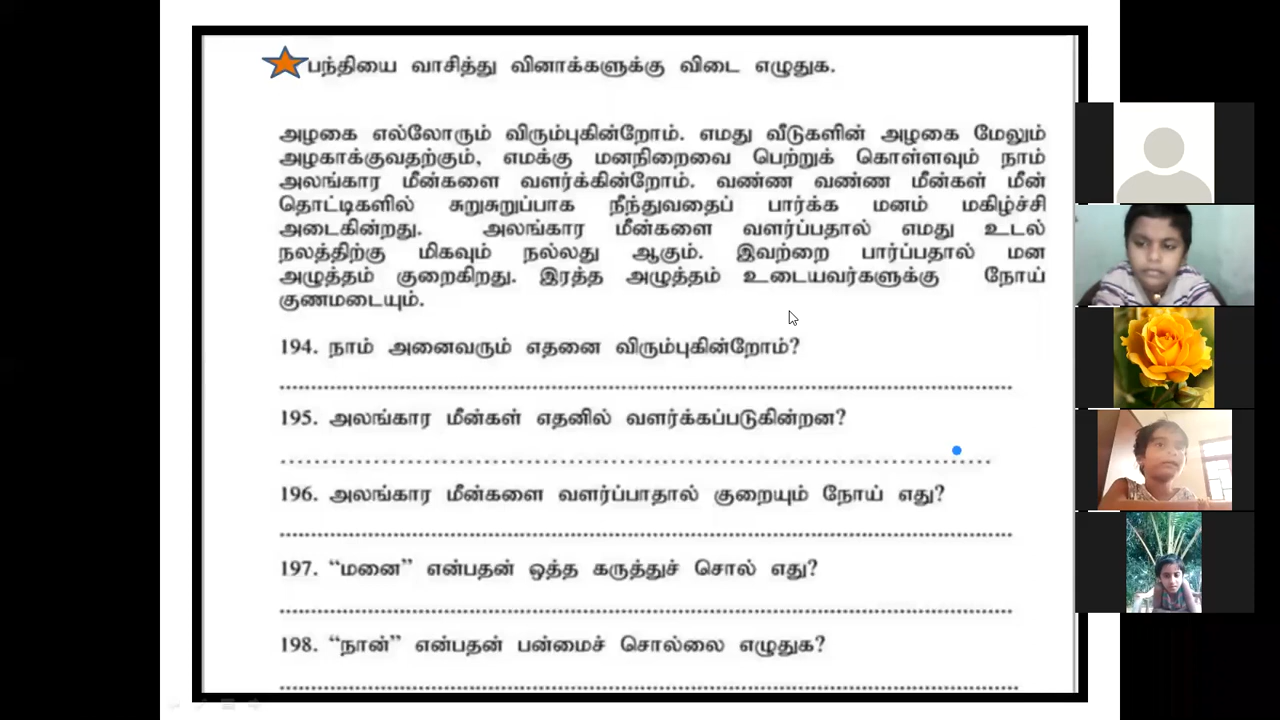 பந்தியை வாசித்து வினாக்களுக்கு விடை எழுதுக.
அழகை எல்லோரும் விரும்புகின்றோம். எமது வீடுகளின் அழகை மேலும்
அழகாக்குவதற்கும், எமக்கு மனநிறைவை பெற்றுக் கொள்ளவும் நாம்
அலங்கார மீன்களை வளர்க்கின்றோம். வண்ண வண்ண மீன்கள் மீன்
தொட்டிகளில் சுறுசுறுப்பாக நீந்துவதைப் பார்க்க மனம் மகிழ்ச்சி
அடைகின்றது. அலங்கார மீன்களை வளர்ப்பதால் எமது உடல்
நலத்திற்கு மிகவும் நல்லது ஆகும். இவற்றை பார்ப்பதால் மன
அழுத்தம் குறைகிறது. இரத்த அழுத்தம் உடையவர்களுக்கு நோய்
குணமடையும்.
194. நாம் அனைவரும் எதனை விரும்புகின்றோம்?
195. அலங்கார மீன்கள் எதனில் வளர்க்கப்படுகின்றன?
196. அலங்கார மீன்களை வளர்ப்பாதால் குறையும் நோய் எது?
197. “மனை” என்பதன் ஒத்த கருத்துச் சொல் எது?
198. “நான்” என்பதன் பன்மைச் சொல்லை எழுதுக?